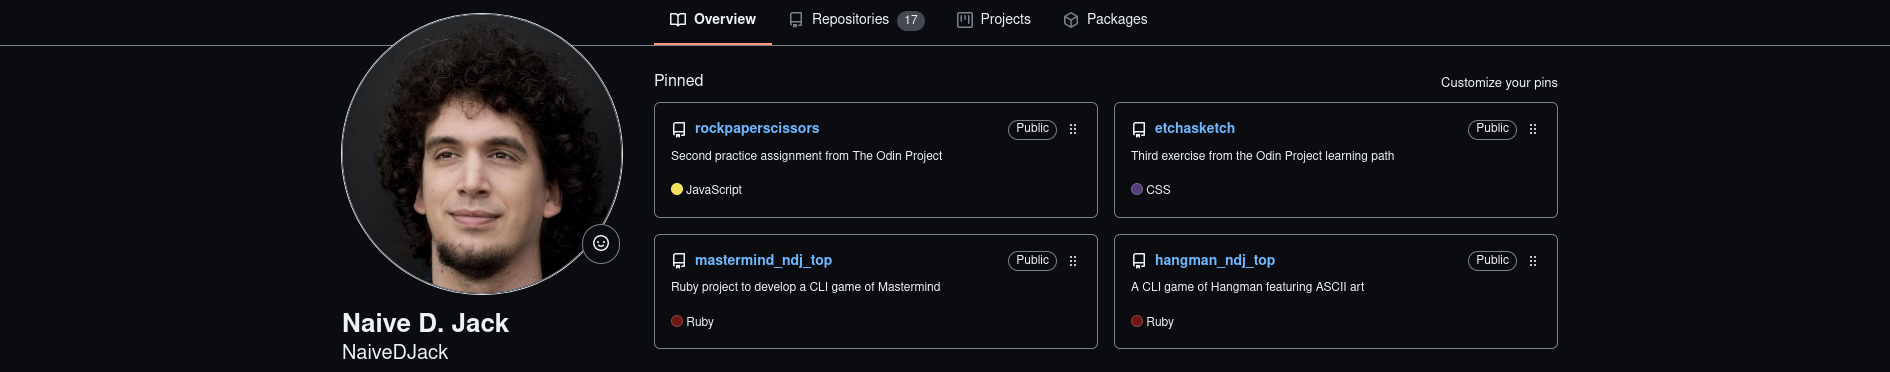 Overview Repositories 17 Projects Packages
Pinned Customize your pins
rockpaperscissors Public
Second practice assignment from The Odin Project
JavaScript
etchasketch Public
Third exercise from the Odin Project learning path
CSS
mastermind_ndj_top Public
Ruby project to develop a CLI game of Mastermind
Ruby
hangman_ndj_top Public
A CLI game of Hangman featuring ASCII art
Ruby
Naive D. Jack
NaiveDJack